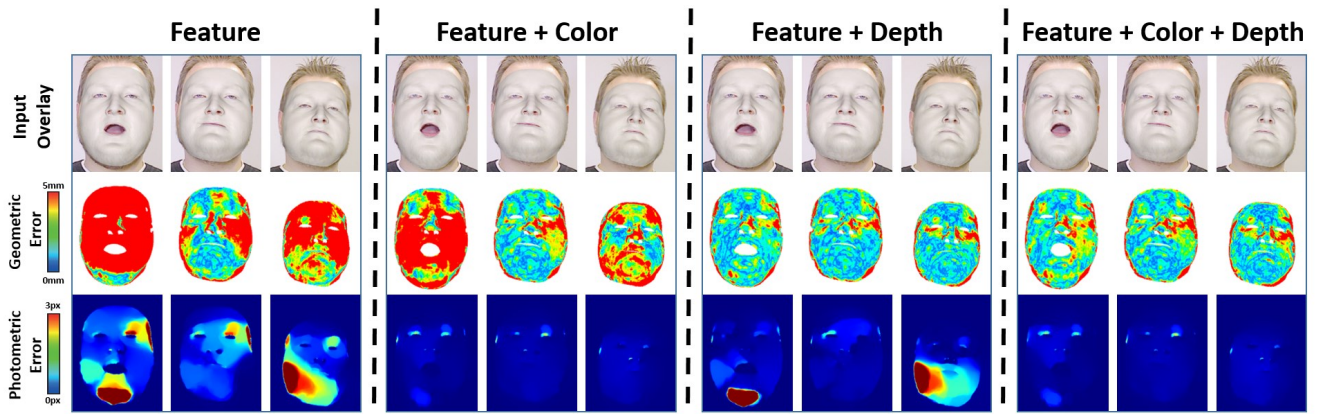 Feature
Feature + Color
Feature + Depth
Feature + Color + Depth
Input
Overlay
Geometric
Error
5mm
0mm
Photometric
Error
3px
0px